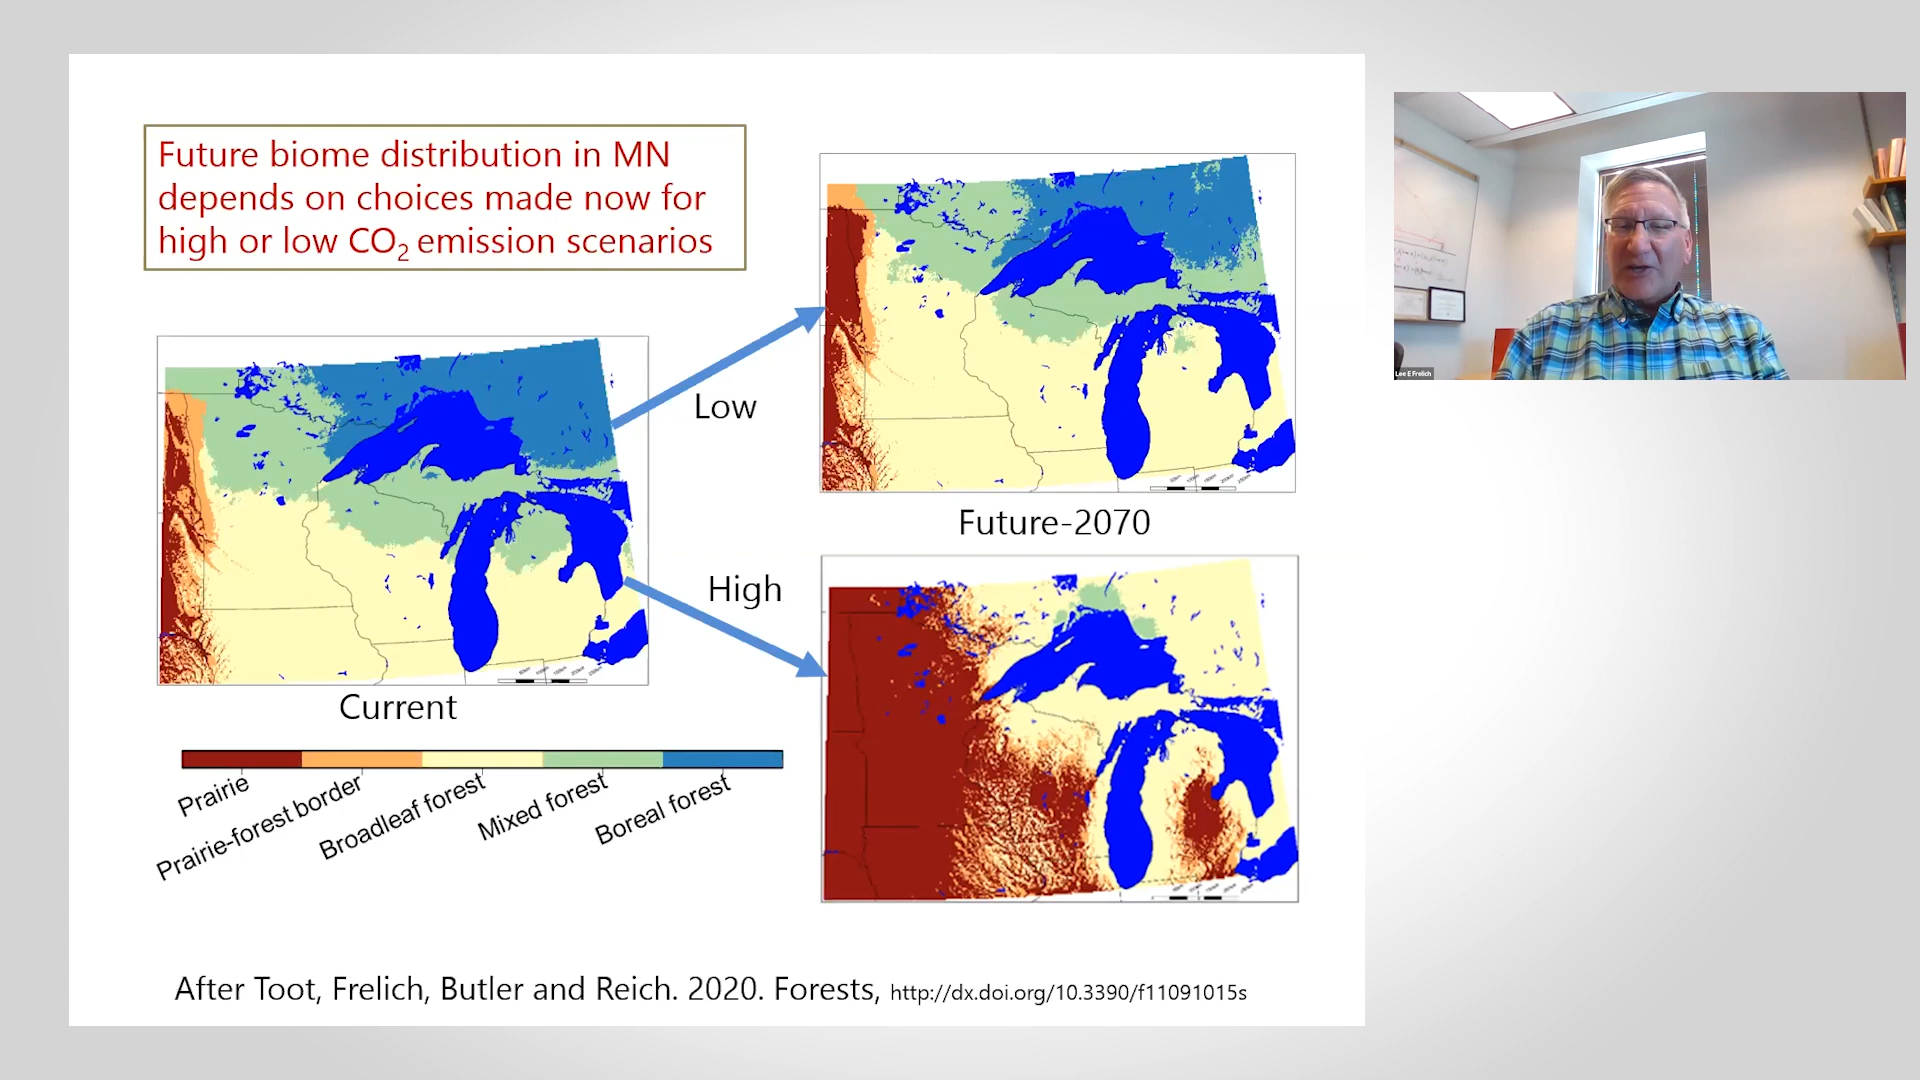 Future biome distribution in MN
depends on choices made now for
high or low CO2 emission scenarios
Low
Future-2070
High
Current
Prairie
Prairie-forest border
Broadleaf forest
Mixed forest
Boreal forest
After Toot, Frelich, Butler and Reich. 2020. Forests, http://dx.doi.org/10.3390/f11091015s
Lee E Frelich